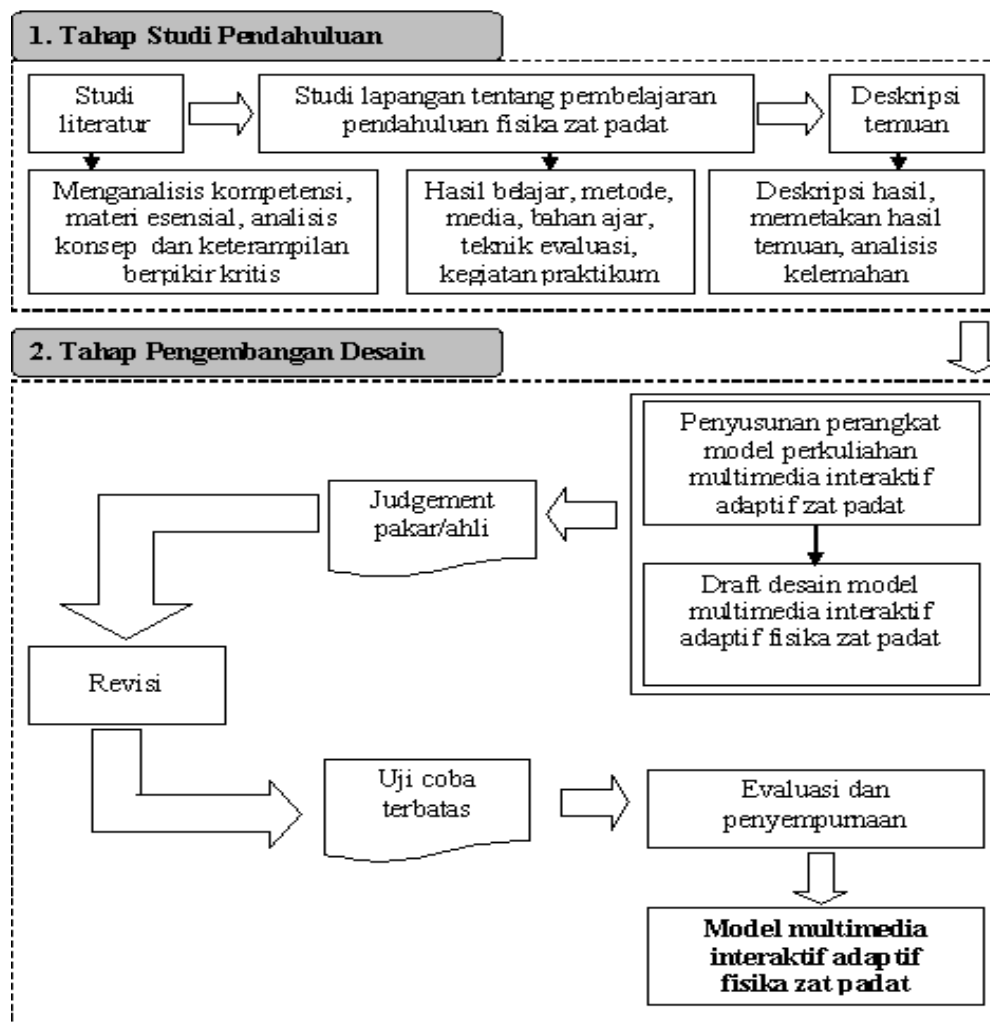 1. Tahap Studi Pendahuluan
Studi
literatur
Studi lapangan tentang pembelajaran
pendahuluan fisika zat padat
Deskripsi
temuan
Menganalisis kompetensi,
materi esensial, analisis
konsep dan keterampilan
berpikir kritis
Hasil belajar, metode,
media, bahan ajar,
teknik evaluasi,
kegiatan praktikum
Deskripsi hasil,
memetakan hasil
temuan, analisis
kelemahan
2. Tahap Pengembangan Desain
Penyusunan perangkat
model perkuliahan
multimedia interaktif
adaptif zat padat
Judgement
pakar/ahli
Draft desain model
multimedia interaktif
adaptif fisika zat padat
Revisi
Uji coba
terbatas
Evaluasi dan
penyempurnaan
Model multimedia
interaktif adaptif
fisika zat padat